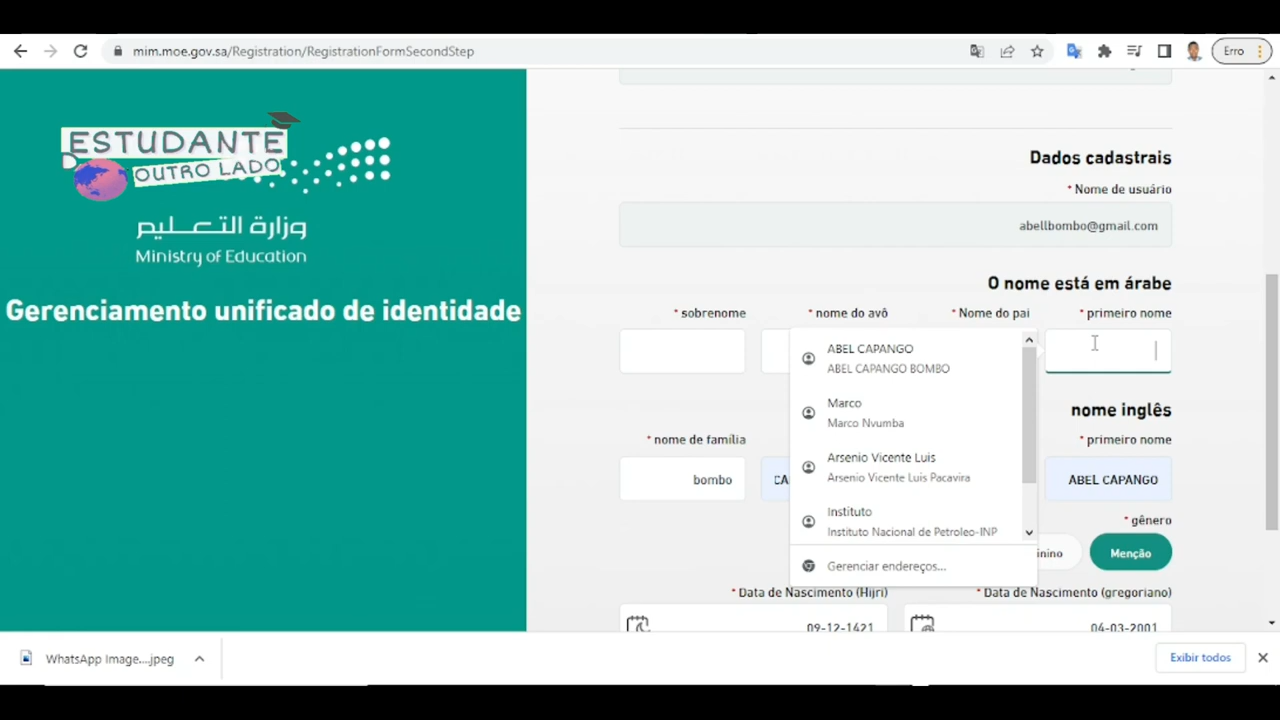 mim.moe.gov.sa/Registration/RegistrationFormSecondStep
Erro
ESTUDANTE
DO OUTRO LADO
وزارة التعليم
Ministry of Education
Gerenciamento unificado de identidade
Dados cadastrais
* Nome de usuário
abellbombo@gmail.com
O nome está em árabe
* sobrenome
* nome do avô
* Nome do pai
* primeiro nome
ABEL CAPANGO
ABEL CAPANGO BOMBO
Marco
Marco Nvumba
Arsenio Vicente Luis
Arsenio Vicente Luis Pacavira
Instituto
Instituto Nacional de Petroleo-INP
Gerenciar endereços...
nome inglês
* nome de família
* primeiro nome
bombo
CA
ABEL CAPANGO
* gênero
inino
Menção
* Data de Nascimento (Hijri)
* Data de Nascimento (gregoriano)
09-12-1421
04-03-2001
WhatsApp Image....jpeg
Exibir todos